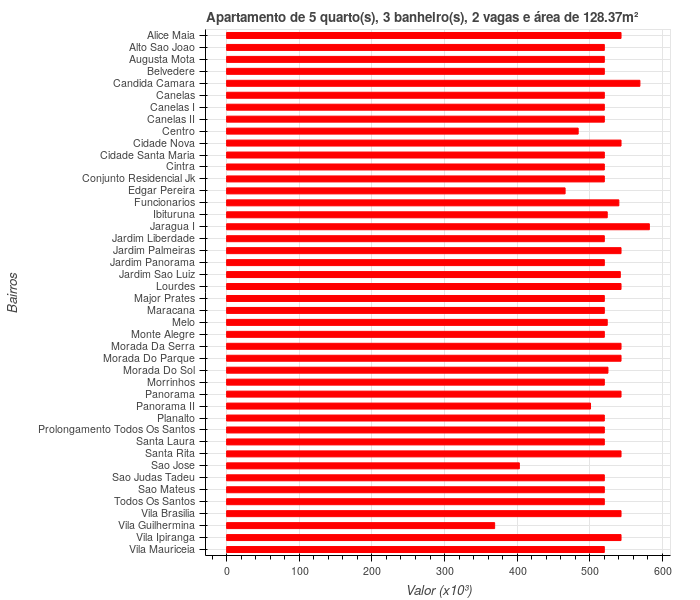 Apartamento de 5 quarto(s), 3 banheiro(s), 2 vagas e área de 128.37m²
Alice Maia
Alto Sao Joao
Augusta Mota
Belvedere
Candida Camara
Canelas
Canelas I
Canelas II
Centro
Cidade Nova
Cidade Santa Maria
Cintra
Conjunto Residencial Jk
Edgar Pereira
Funcionarios
Ibituruna
Jaragua I
Jardim Liberdade
Jardim Palmeiras
Jardim Panorama
Jardim Sao Luiz
Lourdes
Major Prates
Maracana
Melo
Monte Alegre
Morada Da Serra
Morada Do Parque
Morada Do Sol
Morrinhos
Panorama
Panorama II
Planalto
Prolongamento Todos Os Santos
Santa Laura
Santa Rita
Sao Jose
Sao Judas Tadeu
Sao Mateus
Todos Os Santos
Vila Brasilia
Vila Guilhermina
Vila Ipiranga
Vila Mauriceia
Bairros
0 100 200 300 400 500 600
Valor (x10³)